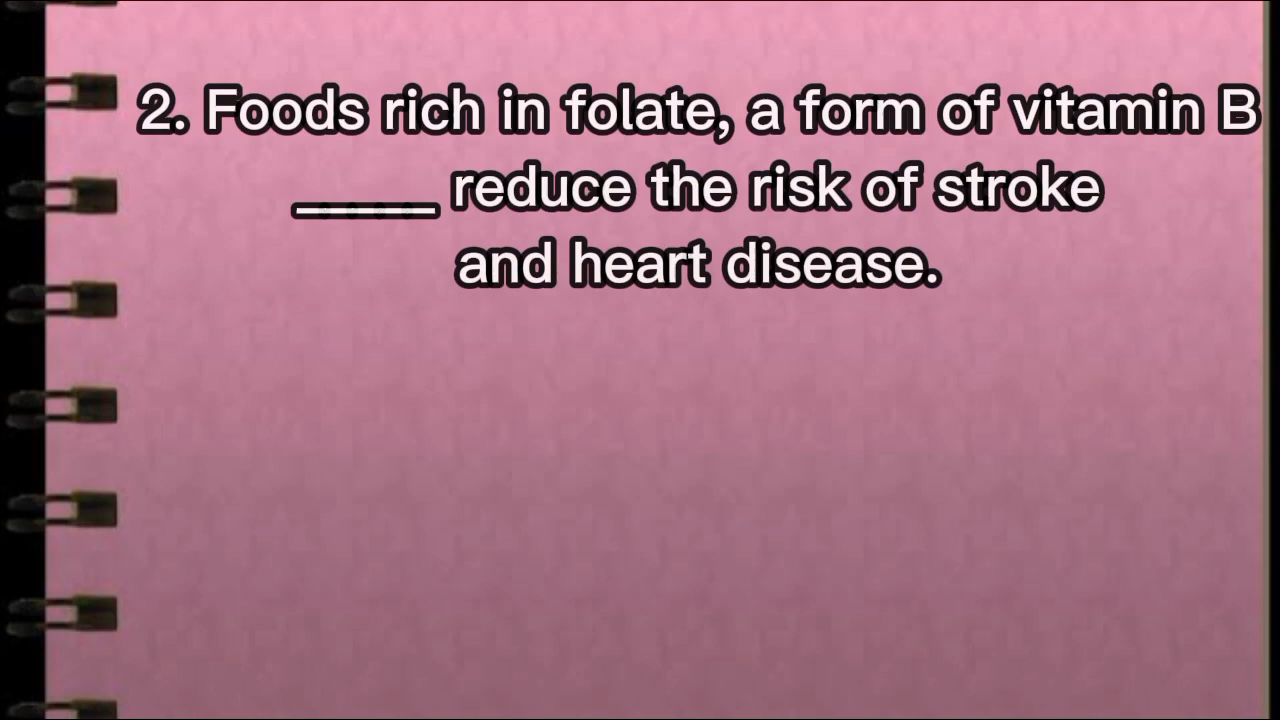 2. Foods rich in folate, a form of vitamin B
_____ reduce the risk of stroke
and heart disease.